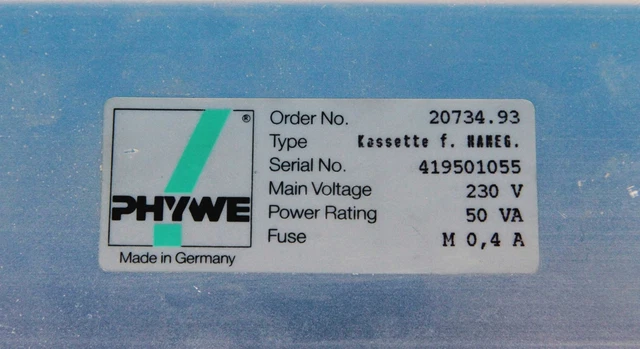 ®
PHYWE
Made in Germany
Order No. 20734.93
Type Kassette f. HAMEG.
Serial No. 419501055
Main Voltage 230 V
Power Rating 50 VA
Fuse M 0,4 A